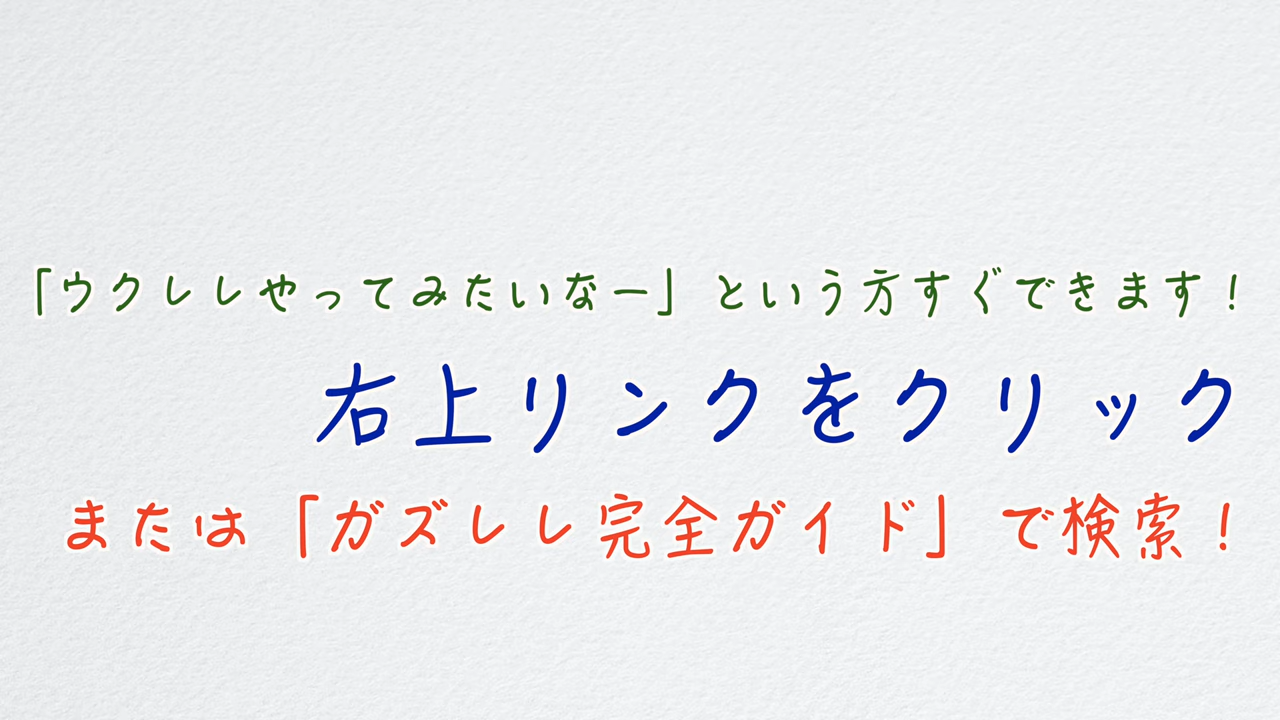 「ウクレレやってみたいなー」という方すぐできます！
右上リンクをクリック
または「ガズレレ完全ガイド」で検索！